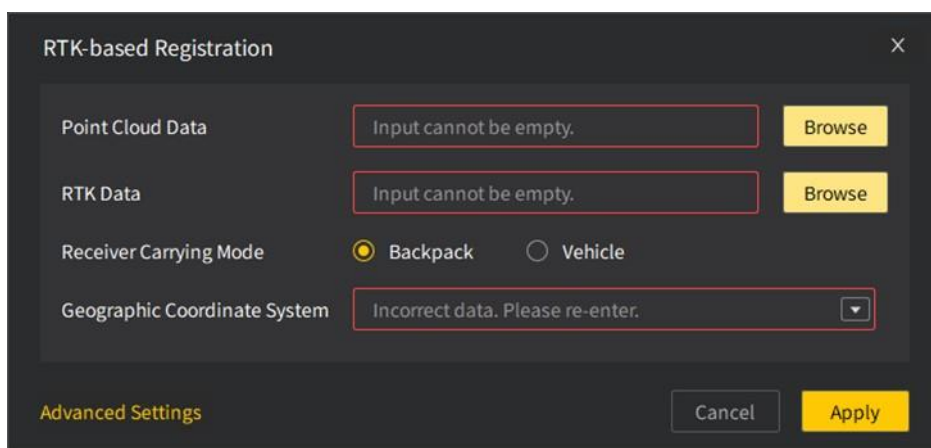 RTK-based Registration X
Point Cloud Data Input cannot be empty. Browse
RTK Data Input cannot be empty. Browse
Receiver Carrying Mode Backpack Vehicle
Geographic Coordinate System Incorrect data. Please re-enter.
Advanced Settings Cancel Apply